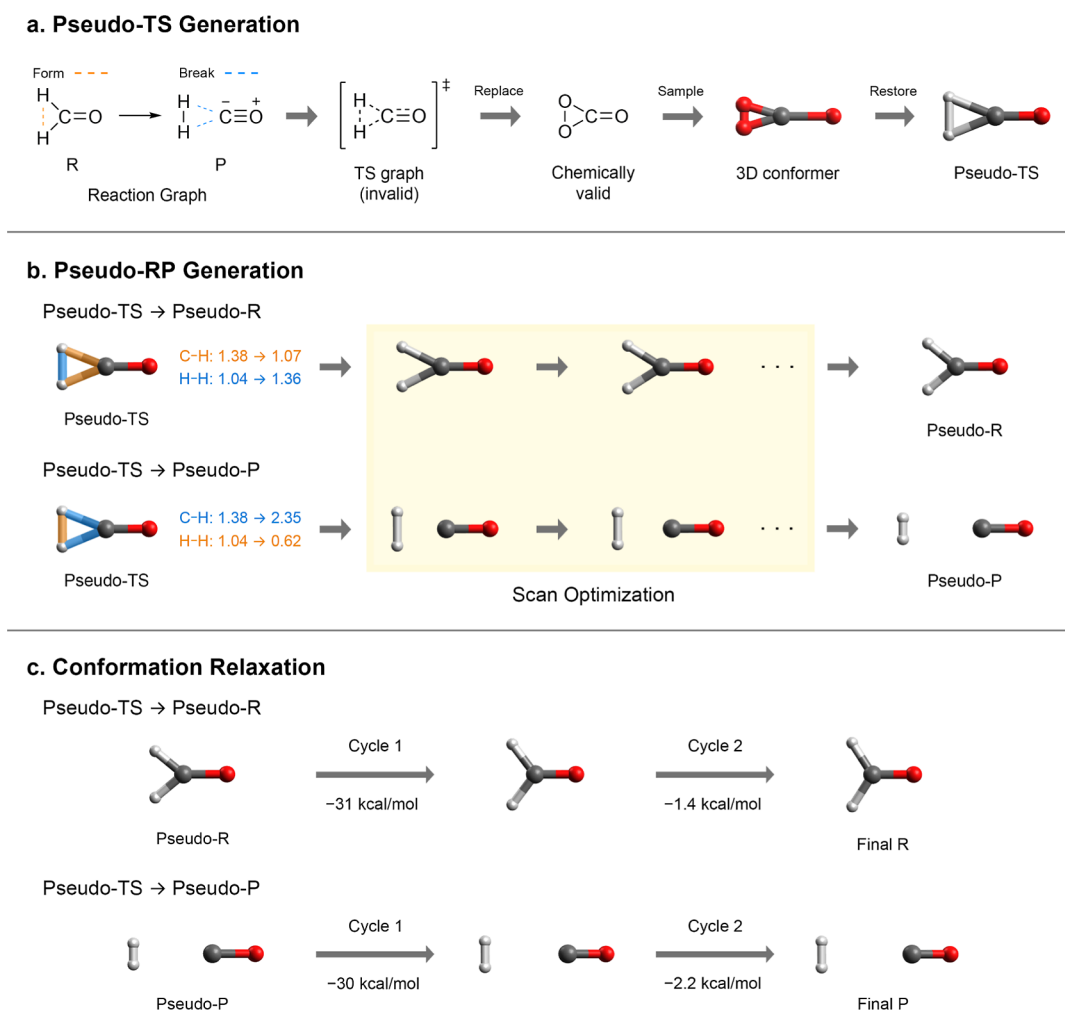 a. Pseudo-TS Generation
Form
Break
H
H
C=O
H
H
− +
C≡O
‡
H
H
C≡O
Replace
O
O
O
Sample
Restore
R
P
Reaction Graph
TS graph
(invalid)
Chemically
valid
3D conformer
Pseudo-TS
b. Pseudo-RP Generation
Pseudo-TS → Pseudo-R
C−H: 1.38 → 1.07
H−H: 1.04 → 1.36
Pseudo-TS
. . .
Pseudo-R
Pseudo-TS → Pseudo-P
C−H: 1.38 → 2.35
H−H: 1.04 → 0.62
Pseudo-TS
. . .
Pseudo-P
Scan Optimization
c. Conformation Relaxation
Pseudo-TS → Pseudo-R
Cycle 1
Cycle 2
−31 kcal/mol
−1.4 kcal/mol
Pseudo-R
Final R
Pseudo-TS → Pseudo-P
Cycle 1
Cycle 2
−30 kcal/mol
−2.2 kcal/mol
Pseudo-P
Final P